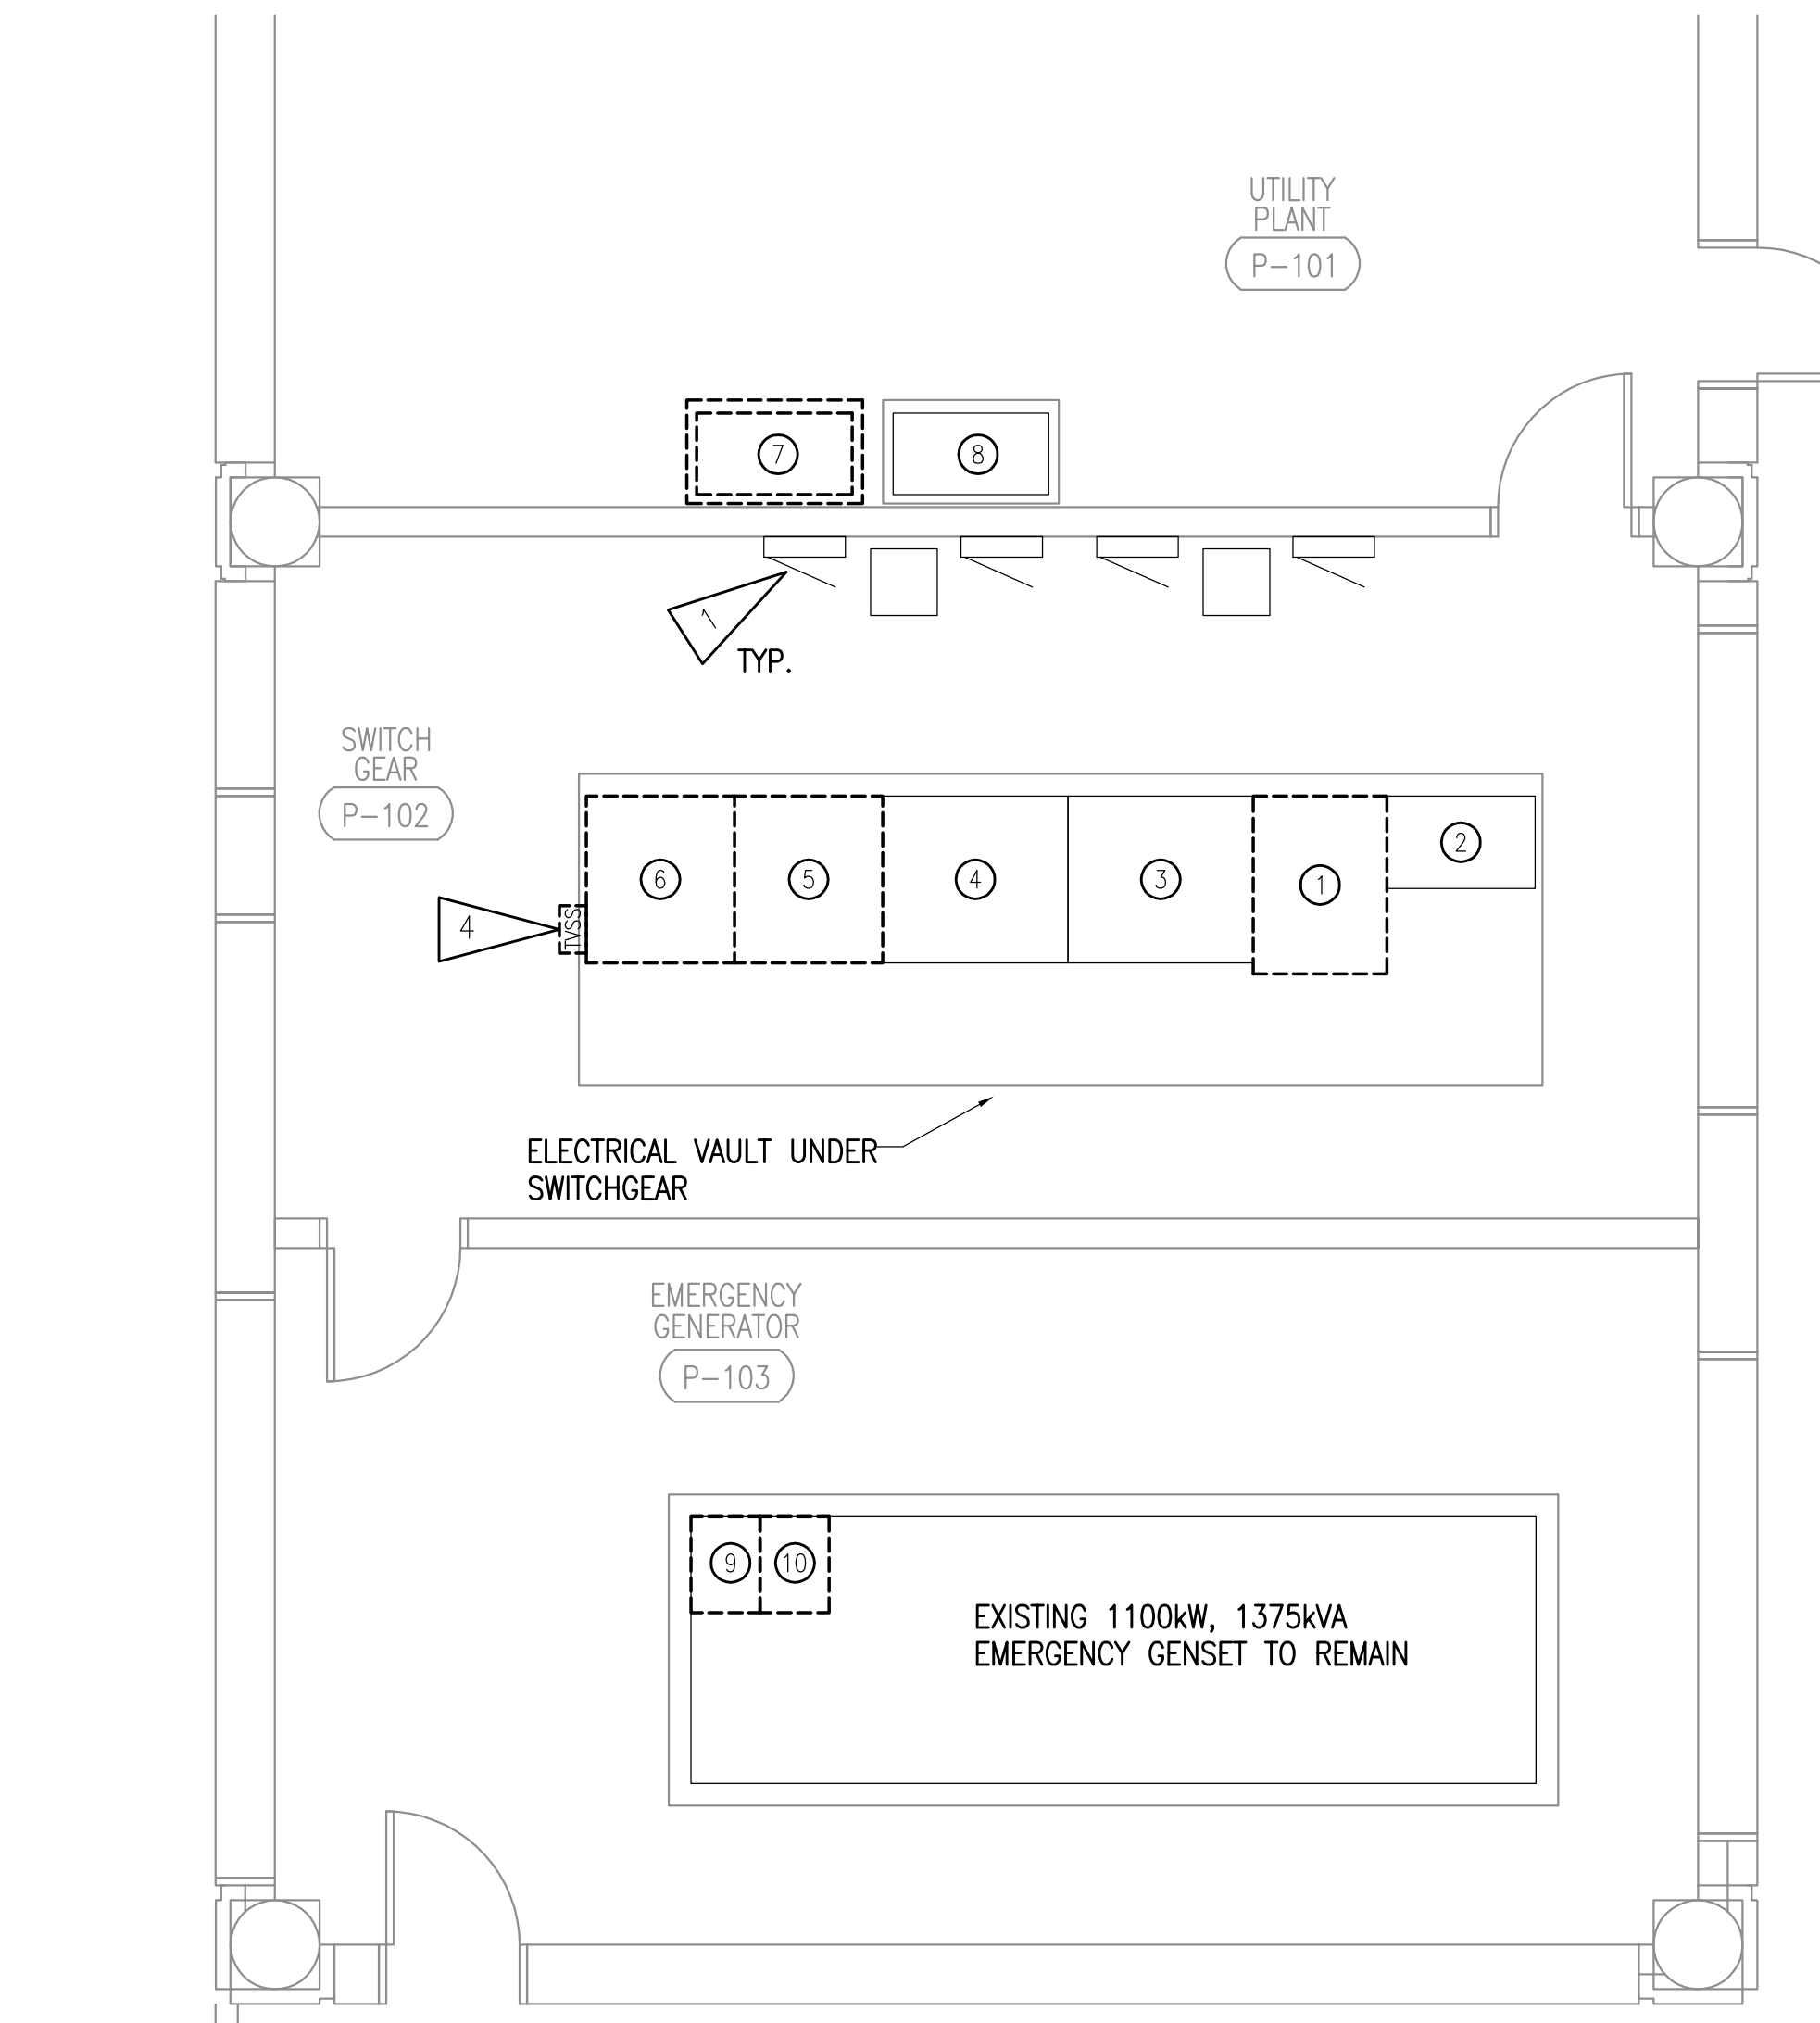 UTILITY
PLANT
P-101
7
8
1
TYP.
SWITCH
GEAR
P-102
6
5
4
3
1
2
4
TVSS
ELECTRICAL VAULT UNDER
SWITCHGEAR
EMERGENCY
GENERATOR
P-103
9
10
EXISTING 1100kW, 1375kVA
EMERGENCY GENSET TO REMAIN